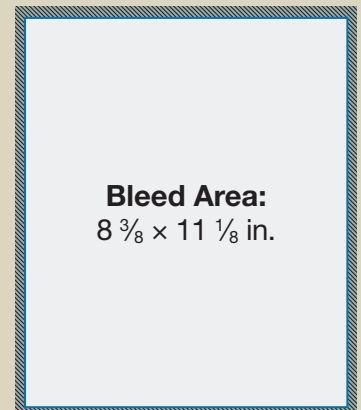 Bleed Area:
8 ⅜ × 11 ⅛ in.